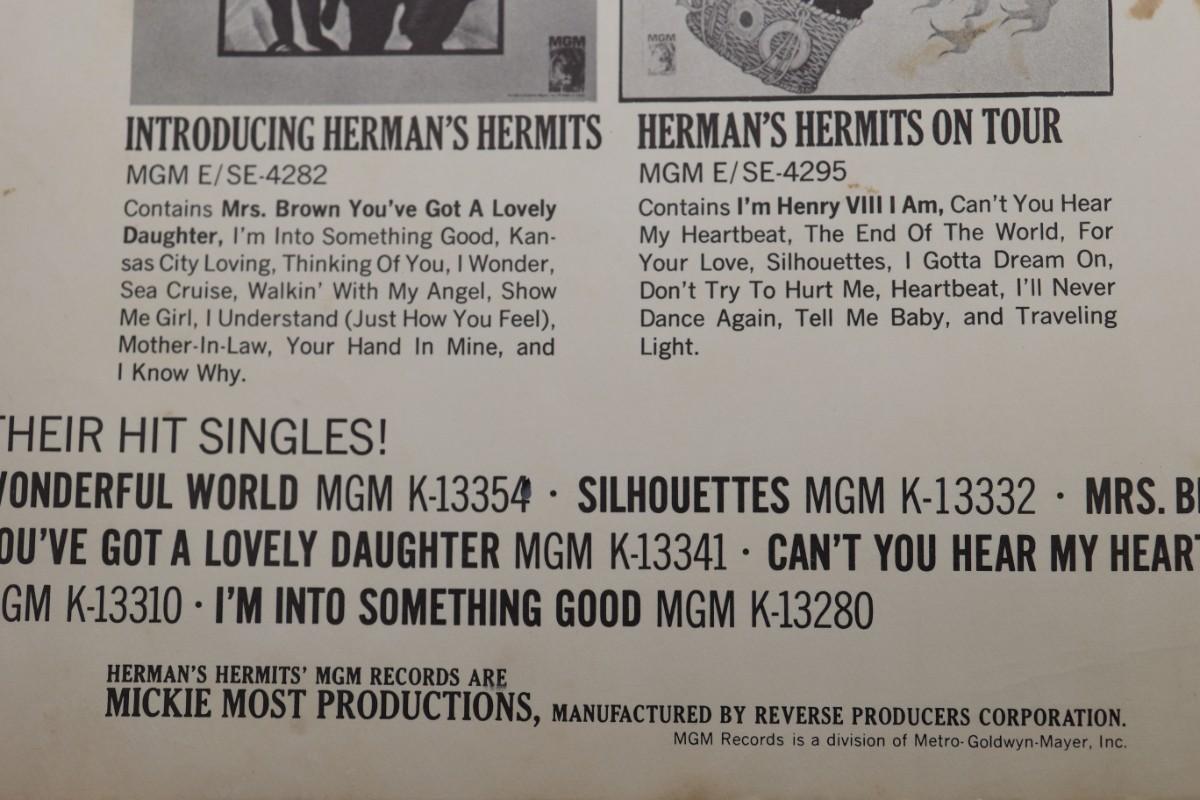 MGM
MGM
INTRODUCING HERMAN'S HERMITS
MGM E/SE-4282
Contains Mrs. Brown You've Got A Lovely
Daughter, I'm Into Something Good, Kan-
sas City Loving, Thinking Of You, I Wonder,
Sea Cruise, Walkin' With My Angel, Show
Me Girl, I Understand (Just How You Feel),
Mother-In-Law, Your Hand In Mine, and
I Know Why.
HERMAN'S HERMITS ON TOUR
MGM E/SE-4295
Contains I'm Henry VIII I Am, Can't You Hear
My Heartbeat, The End Of The World, For
Your Love, Silhouettes, I Gotta Dream On,
Don't Try To Hurt Me, Heartbeat, I'll Never
Dance Again, Tell Me Baby, and Traveling
Light.
THEIR HIT SINGLES!
WONDERFUL WORLD MGM K-13354 · SILHOUETTES MGM K-13332 · MRS. B
OU'VE GOT A LOVELY DAUGHTER MGM K-13341 · CAN'T YOU HEAR MY HEART
GM K-13310 · I'M INTO SOMETHING GOOD MGM K-13280
HERMAN'S HERMITS' MGM RECORDS ARE
MICKIE MOST PRODUCTIONS, MANUFACTURED BY REVERSE PRODUCERS CORPORATION.
MGM Records is a division of Metro-Goldwyn-Mayer, Inc.